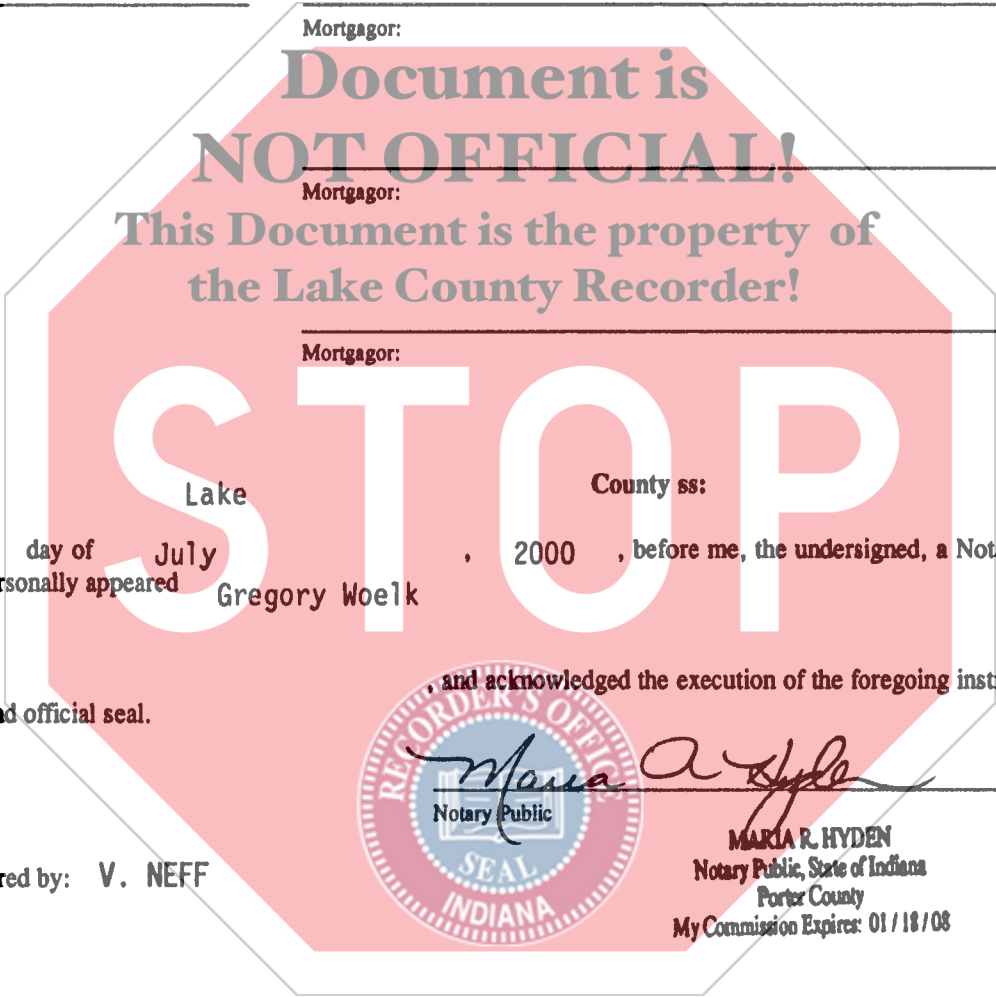 Mortgagor:
Document is
NOT OFFICIAL!
Mortgagor:
This Document is the property of
the Lake County Recorder!
Mortgagor:
STOP
Lake County ss:
day of July , 2000 , before me, the undersigned, a Not
rsonally appeared Gregory Woelk
, and acknowledged the execution of the foregoing inst
d official seal.
RECORDER'S OFFICE
Maria A Hyden
Notary Public
SEAL
INDIANA
MARIA R. HYDEN
Notary Public, State of Indiana
Porter County
My Commission Expires: 01/18/08
red by: V. NEFF